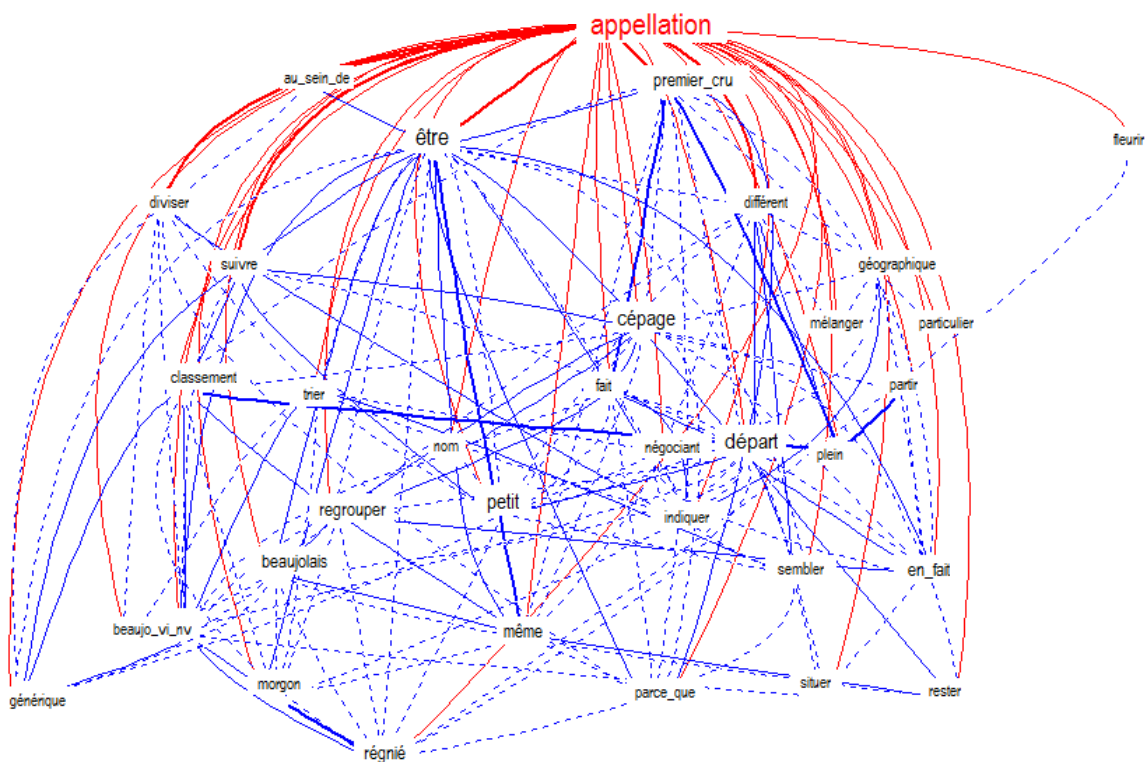 appellation
au_sein_de
premier_cru
être
fleurir
diviser
différent
suivre
géographique
cépage
mélanger
particulier
classement
trier
fait
partir
nom
négociant
départ
plein
regrouper
petit
indiquer
beaujolais
sembler
en_fait
beaujo_vi_nv
même
générique
morgon
parce_que
situer
rester
régnié